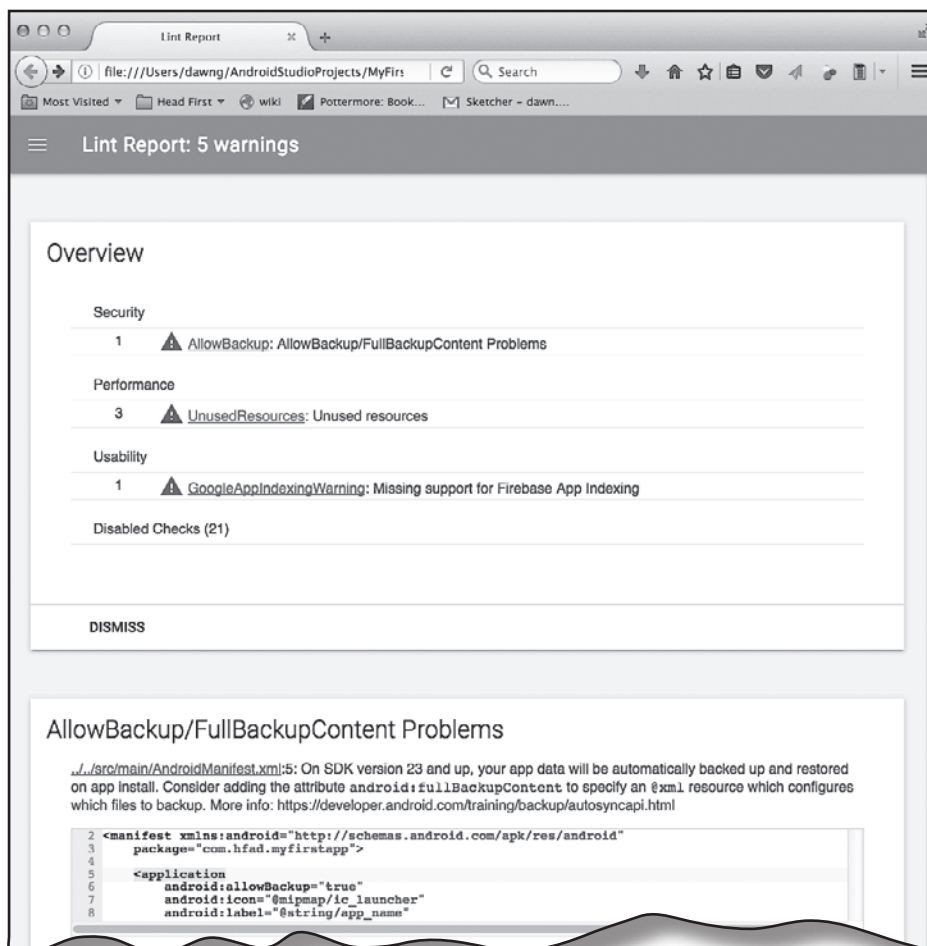 Lint Report
file:///Users/dawng/AndroidStudioProjects/MyFirs
Search
Most Visited
Head First
wiki
Pottermore: Book...
Sketcher - dawn....
Lint Report: 5 warnings
Overview
Security
1 AllowBackup: AllowBackup/FullBackupContent Problems
Performance
3 UnusedResources: Unused resources
Usability
1 GoogleAppIndexingWarning: Missing support for Firebase App Indexing
Disabled Checks (21)
DISMISS
AllowBackup/FullBackupContent Problems
../../src/main/AndroidManifest.xml:5: On SDK version 23 and up, your app data will be automatically backed up and restored
on app install. Consider adding the attribute android:fullBackupContent to specify an @xml resource which configures
which files to backup. More info: https://developer.android.com/training/backup/autosyncapi.html
2 <manifest xmlns:android="http://schemas.android.com/apk/res/android"
3 package="com.hfad.myfirstapp">
4
5 <application
6 android:allowBackup="true"
7 android:icon="@mipmap/ic_launcher"
8 android:label="@string/app_name"